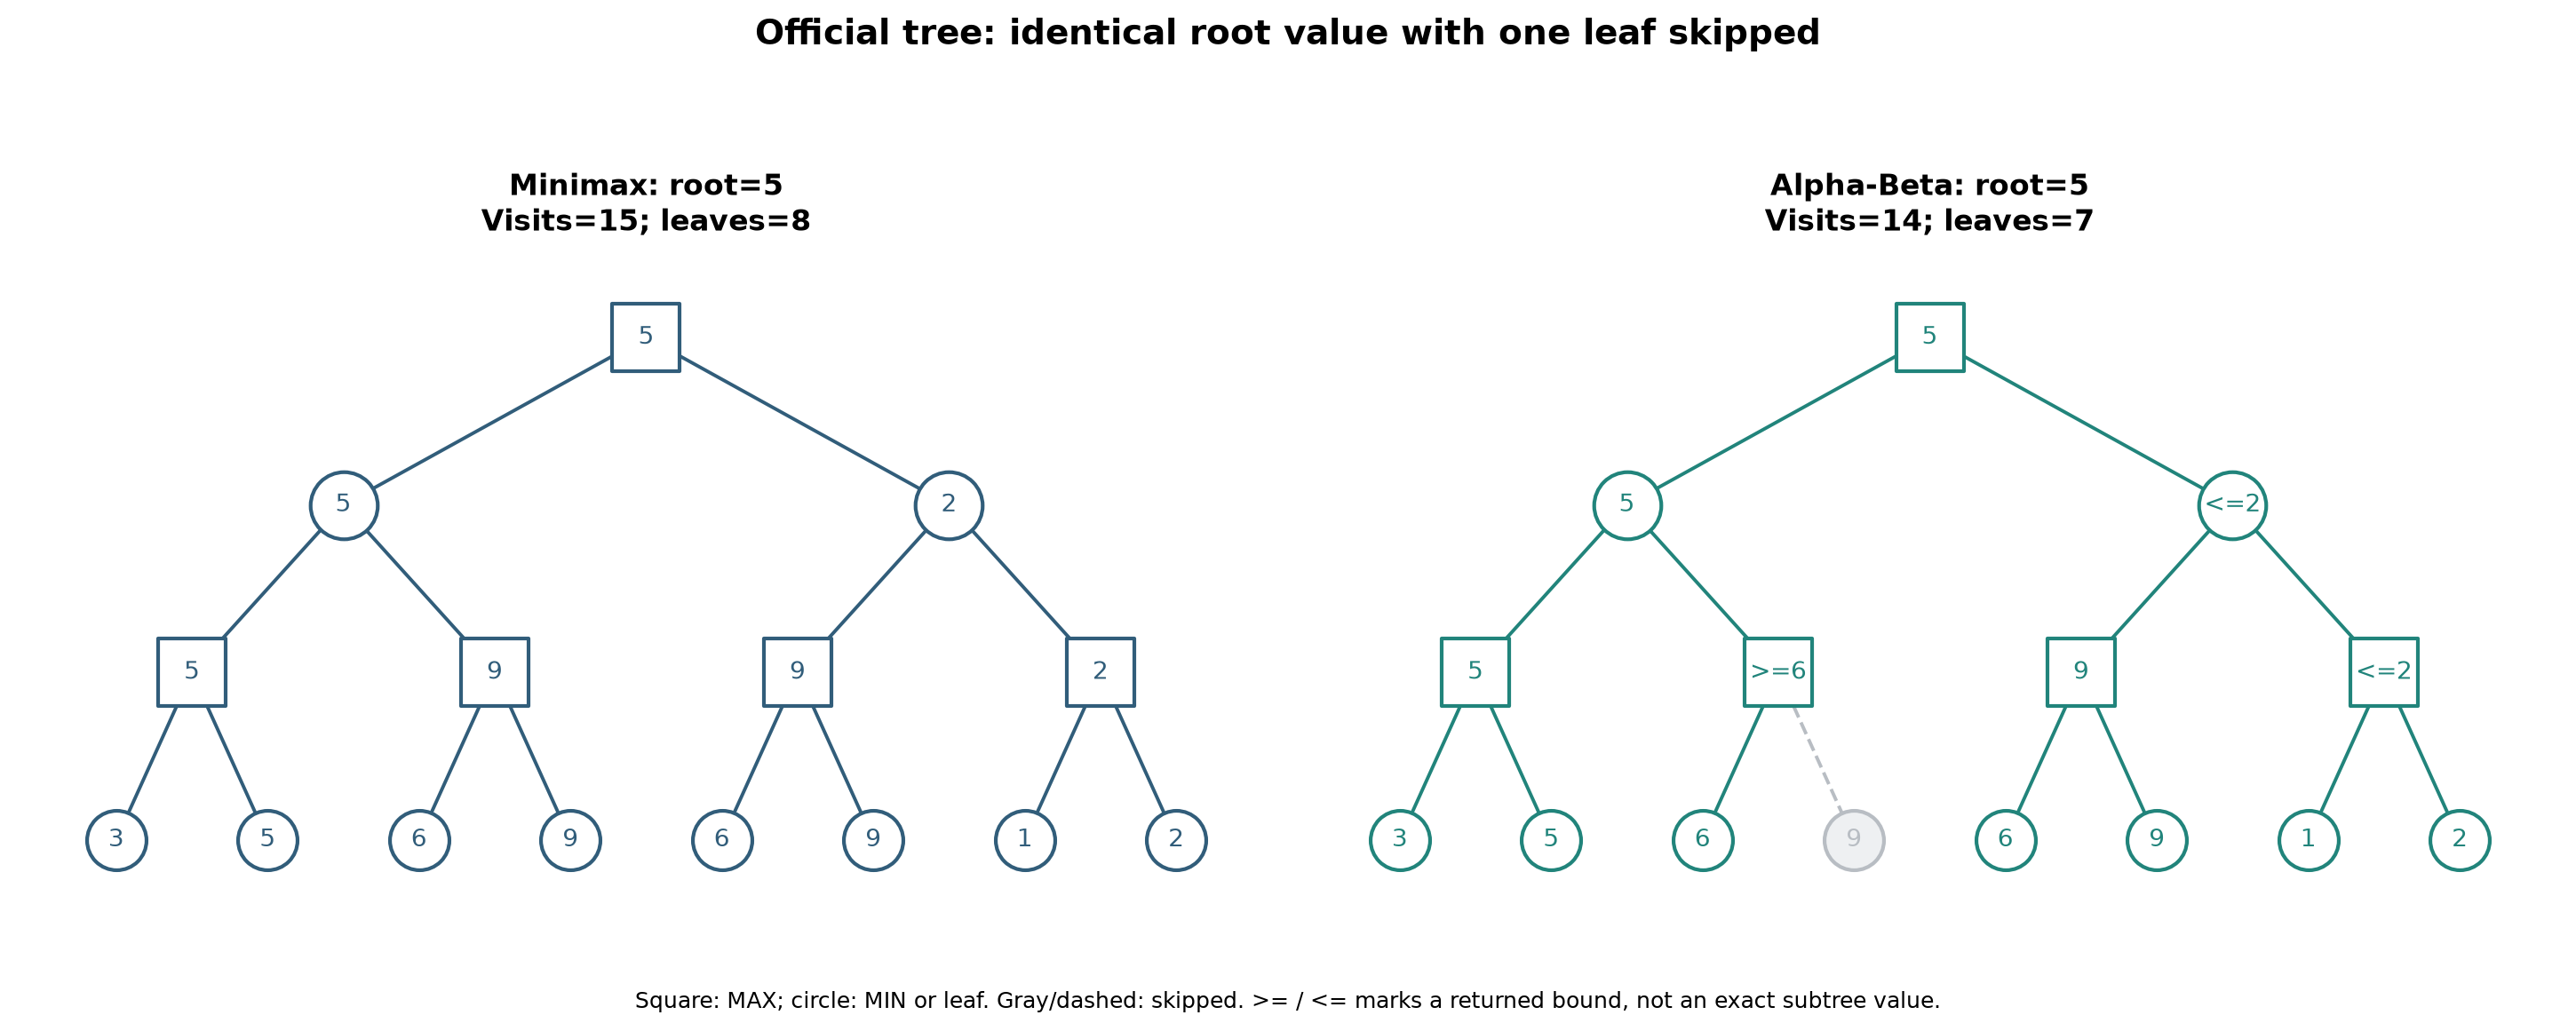 Official tree: identical root value with one leaf skipped
Minimax: root=5
Visits=15; leaves=8
Alpha-Beta: root=5
Visits=14; leaves=7
5
5
5 2
5 <=2
5 9 9 2
5 >=6 9 <=2
3 5 6 9 6 9 1 2
3 5 6 9 6 9 1 2
Square: MAX; circle: MIN or leaf. Gray/dashed: skipped. >= / <= marks a returned bound, not an exact subtree value.